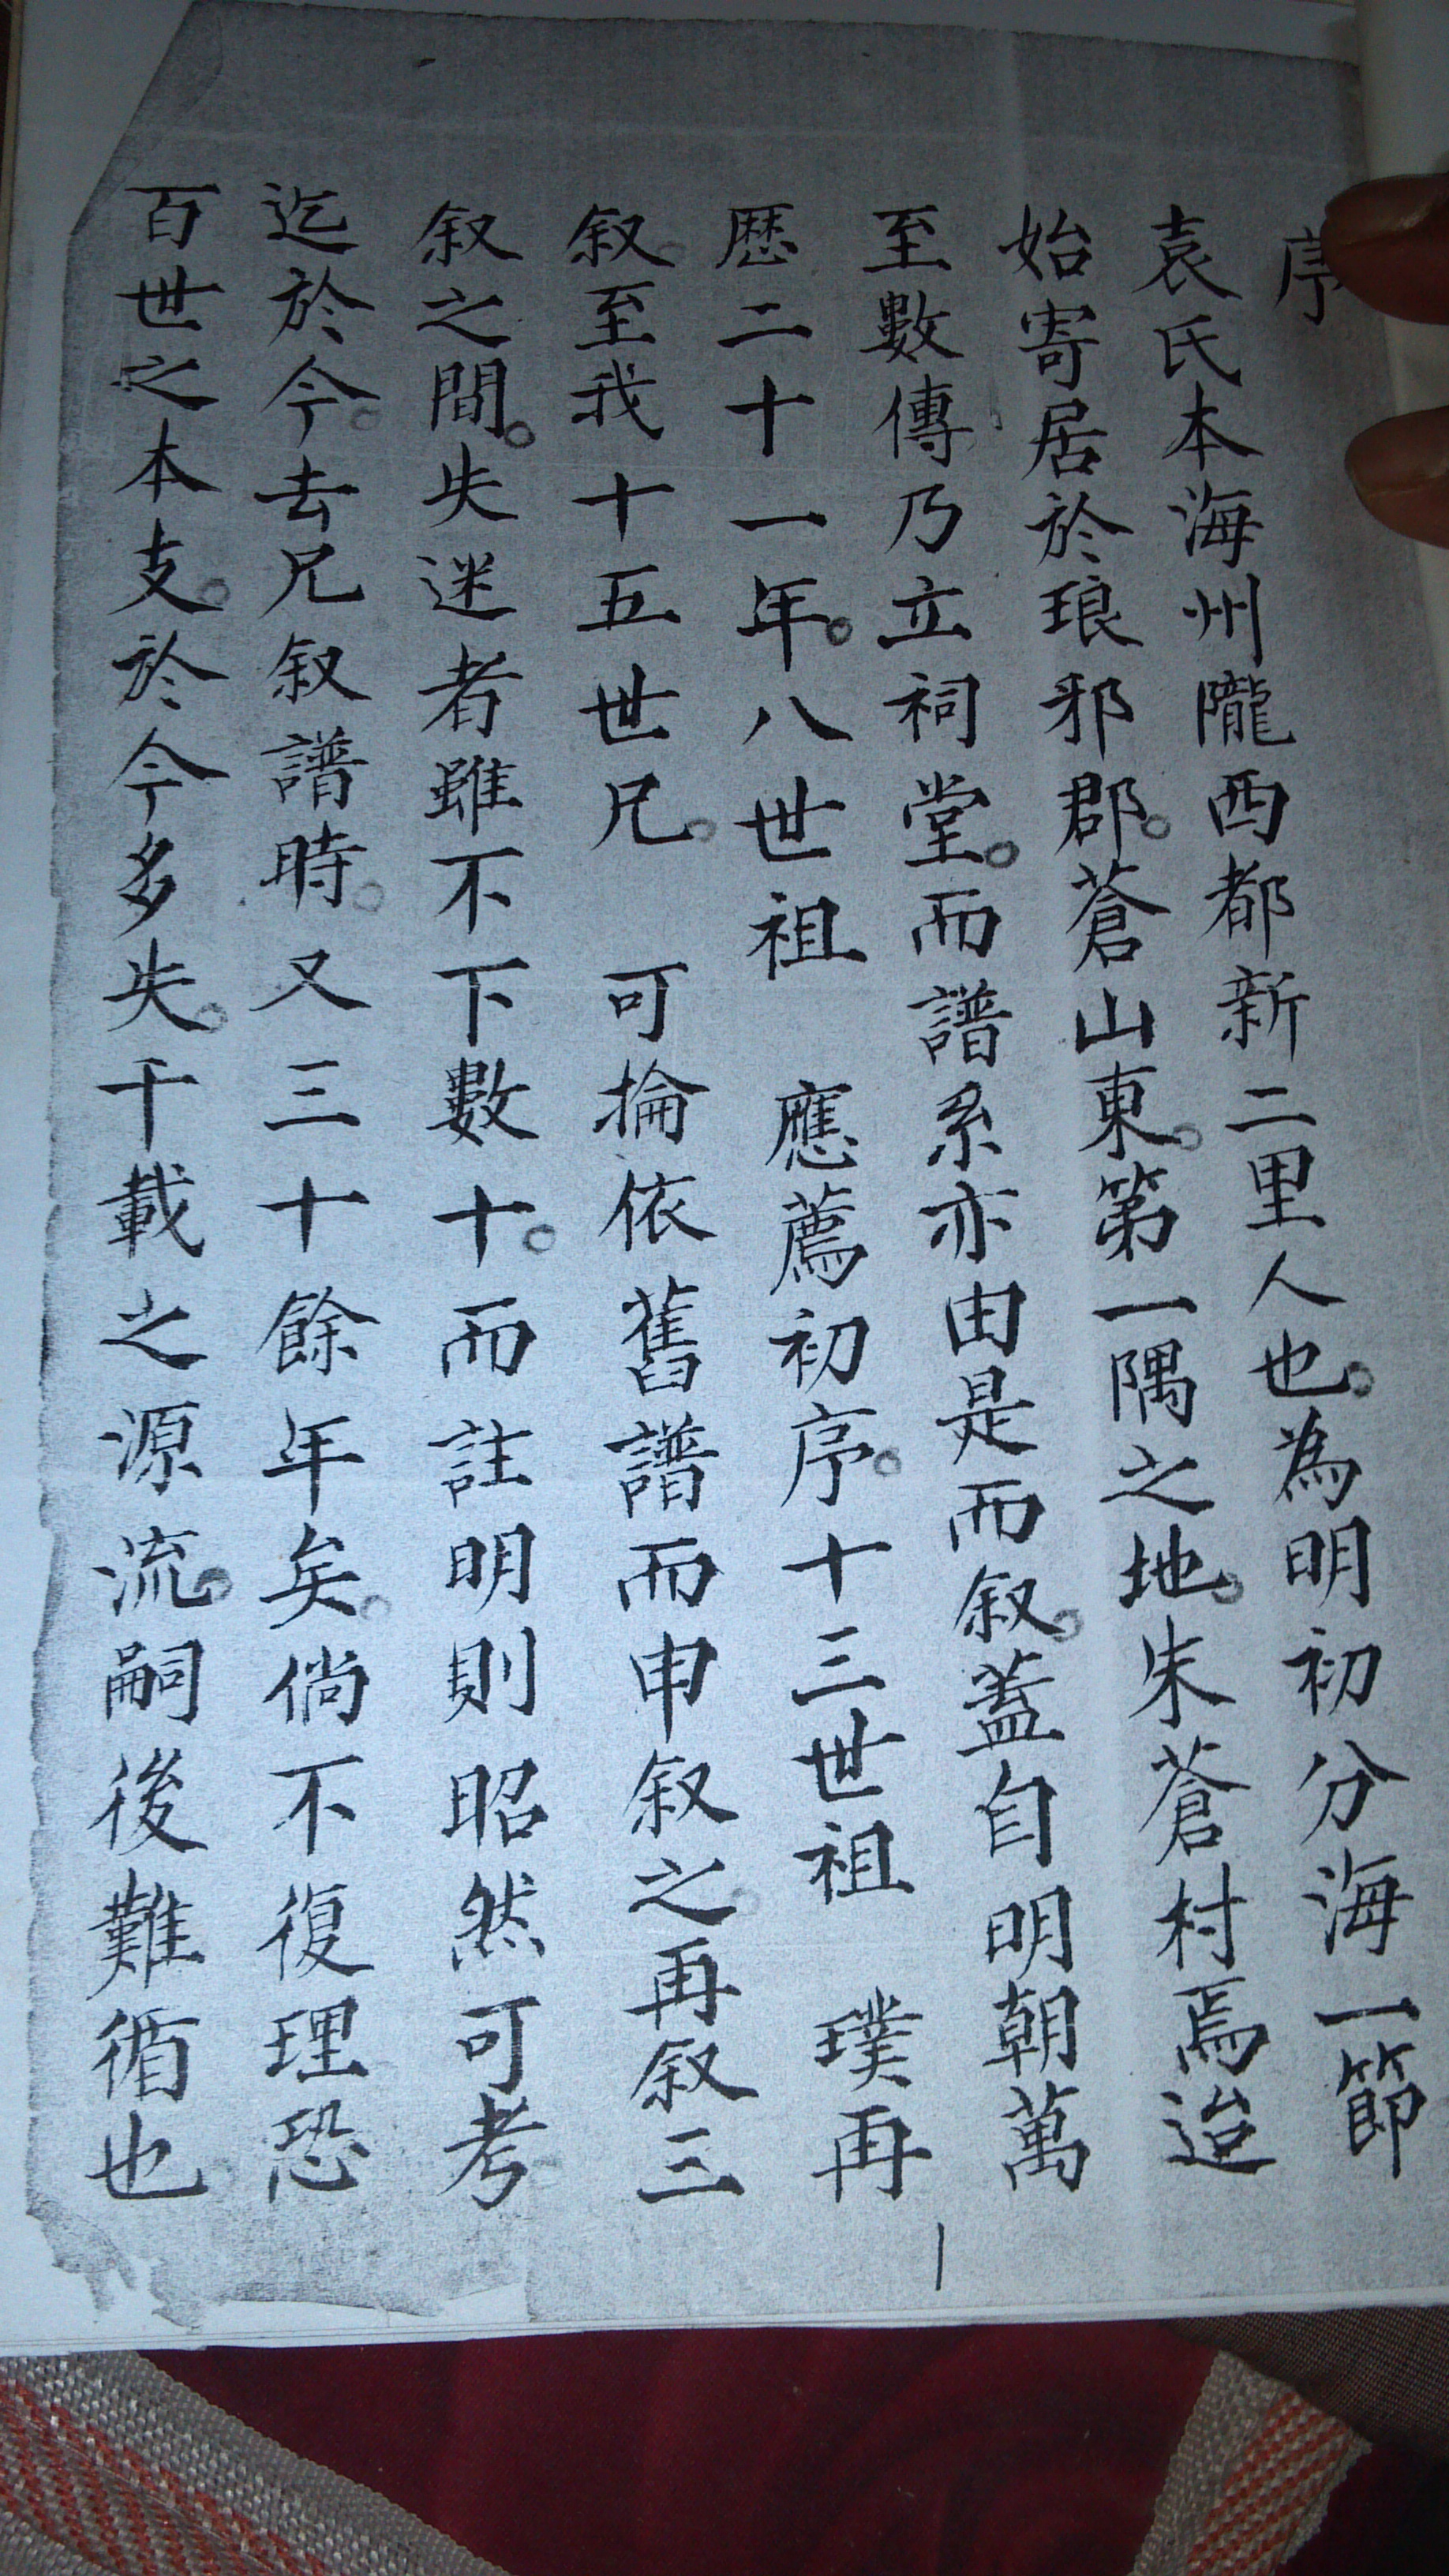 序
袁氏本海州隴西都新二里人也。為明初分海一節
始寄居於琅邪郡。蒼山東。第一隅之地。朱蒼村焉迨
至數傳乃立祠堂。而譜系亦由是而叙。蓋自明朝萬
歷二十一年。八世祖 應薦初序。十三世祖 璞再
叙至我十五世兄。 可掄依舊譜而申叙之。再叙三
叙之間。失迷者雖不下數十。而註明則昭然可考
迄於今。去兄叙譜時。又三十餘年矣。倘不復理恐
百世之本支。於今多失。千載之源流。嗣後難循也。